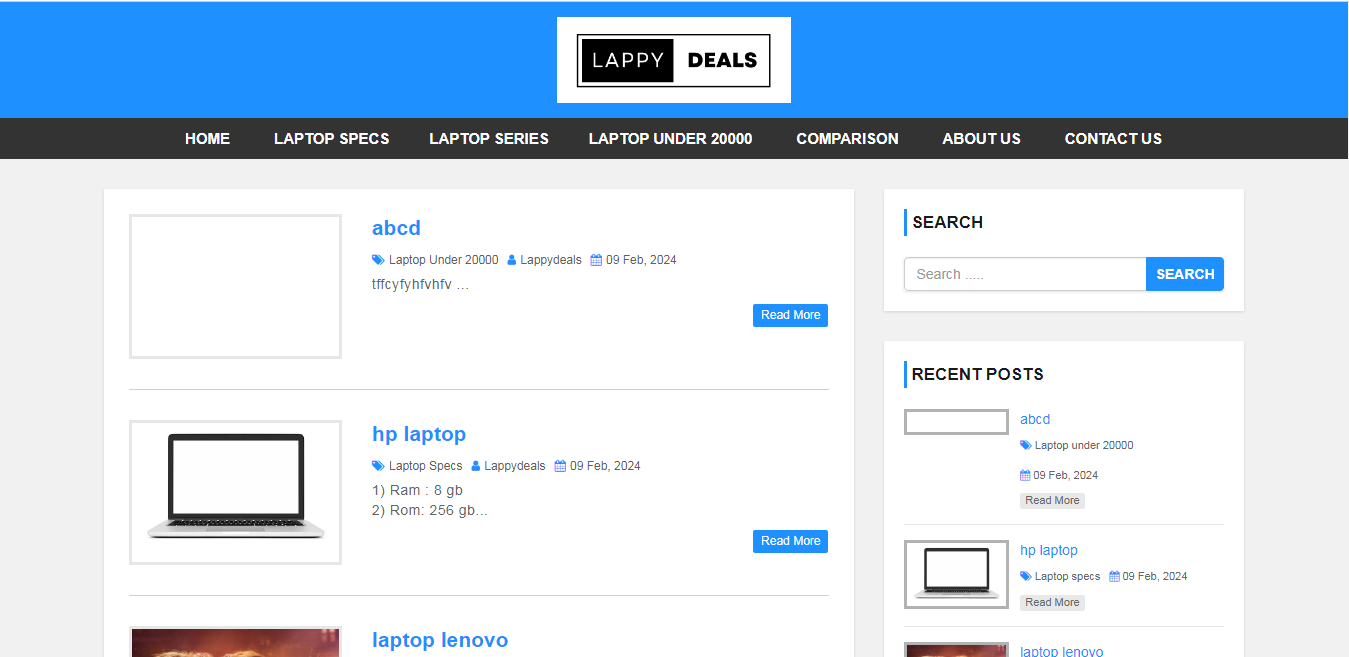 LAPPY DEALS
HOME LAPTOP SPECS LAPTOP SERIES LAPTOP UNDER 20000 COMPARISON ABOUT US CONTACT US
abcd
Laptop Under 20000 Lappydeals 09 Feb, 2024
tffcyfyhfvhfv ...
Read More
hp laptop
Laptop Specs Lappydeals 09 Feb, 2024
1) Ram : 8 gb
2) Rom: 256 gb...
Read More
laptop lenovo
SEARCH
Search ..... SEARCH
RECENT POSTS
abcd
Laptop under 20000
09 Feb, 2024
Read More
hp laptop
Laptop specs 09 Feb, 2024
Read More
laptop lenovo